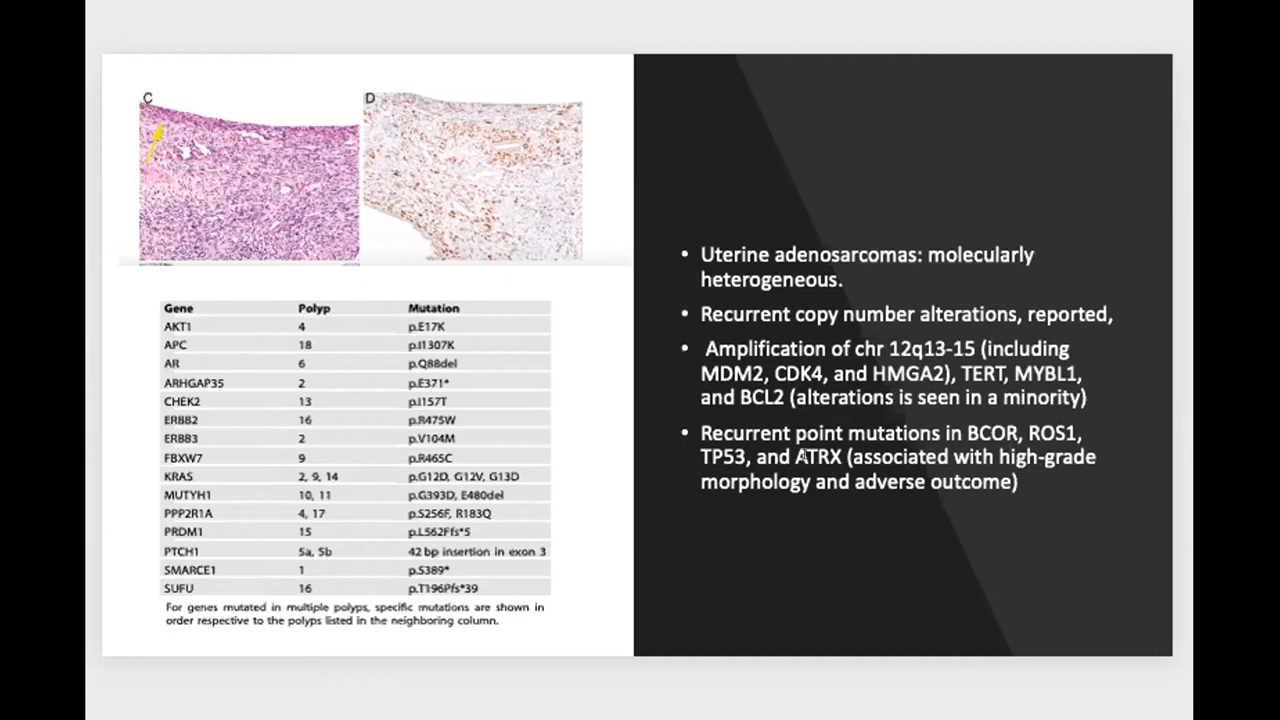 C
D
Gene Polyp Mutation
AKT1 4 p.E17K
APC 18 p.I1307K
AR 6 p.Q88del
ARHGAP35 2 p.E371*
CHEK2 13 p.I157T
ERBB2 16 p.R475W
ERBB3 2 p.V104M
FBXW7 9 p.R465C
KRAS 2, 9, 14 p.G12D, G12V, G13D
MUTYH1 10, 11 p.G393D, E480del
PPP2R1A 4, 17 p.S256F, R183Q
PRDM1 15 p.L562Ffs*5
PTCH1 5a, 5b 42 bp insertion in exon 3
SMARCE1 1 p.S389*
SUFU 16 p.T196Pfs*39
For genes mutated in multiple polyps, specific mutations are shown in
order respective to the polyps listed in the neighboring column.
• Uterine adenosarcomas: molecularly
heterogeneous.
• Recurrent copy number alterations, reported,
• Amplification of chr 12q13-15 (including
MDM2, CDK4, and HMGA2), TERT, MYBL1,
and BCL2 (alterations is seen in a minority)
• Recurrent point mutations in BCOR, ROS1,
TP53, and ATRX (associated with high-grade
morphology and adverse outcome)